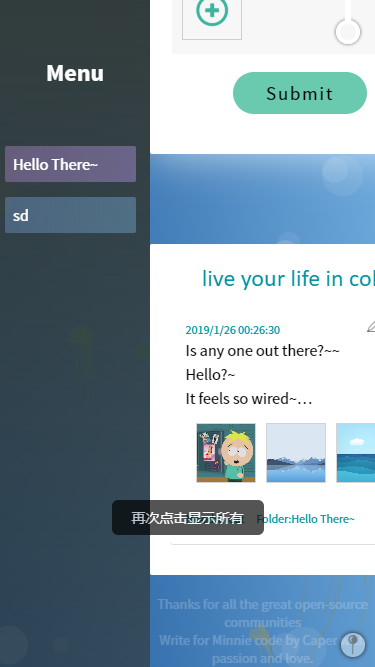 Menu
Hello There~
sd
Submit
live your life in col
2019/1/26 00:26:30
Is any one out there?~~
Hello?~
It feels so wired~…
再次点击显示所有
Folder:Hello There~
Thanks for all the great open-source
communities
Write for Minnie code by Caper
passion and love.